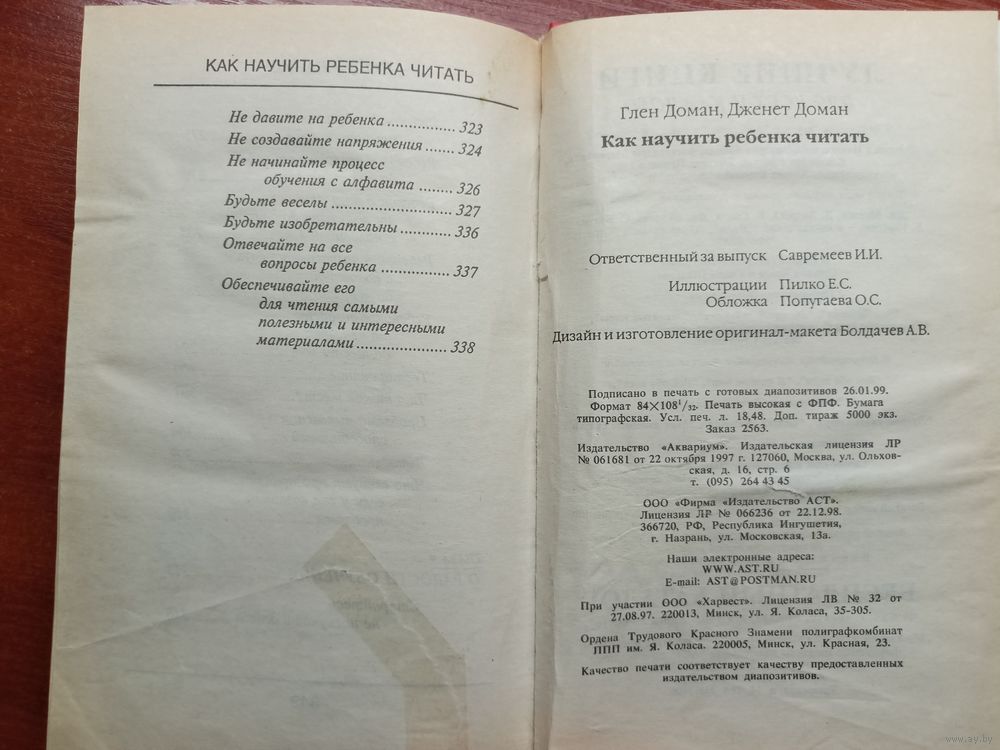 КАК НАУЧИТЬ РЕБЕНКА ЧИТАТЬ
Не давите на ребенка ................ 323
Не создавайте напряжения ....... 324
Не начинайте процесс
обучения с алфавита ........ 326
Будьте веселы ............................ 327
Будьте изобретательны ............. 336
Отвечайте на все
вопросы ребенка ................. 337
Обеспечивайте его
для чтения самыми
полезными и интересными
материалами ..................... 338
Глен Доман, Дженет Доман
Как научить ребенка читать
Ответственный за выпуск Савремеев И.И.
Иллюстрации Пилко Е.С.
Обложка Попугаева О.С.
Дизайн и изготовление оригинал-макета Болдачев А.В.
Подписано в печать с готовых диапозитивов 26.01.99.
Формат 84×108 1/32. Печать высокая с ФПФ. Бумага
типографская. Усл. печ. л. 18,48. Доп. тираж 5000 экз.
Заказ 2563.
Издательство «Аквариум». Издательская лицензия ЛР
№ 061681 от 22 октября 1997 г. 127060, Москва, ул. Ольхов-
ская, д. 16, стр. 6
т. (095) 264 43 45
ООО «Фирма «Издательство АСТ».
Лицензия ЛР № 066236 от 22.12.98.
366720, РФ, Республика Ингушетия,
г. Назрань, ул. Московская, 13а.
Наши электронные адреса:
WWW.AST.RU
E-mail: AST@POSTMAN.RU
При участии ООО «Харвест». Лицензия ЛВ № 32 от
27.08.97. 220013, Минск, ул. Я. Коласа, 35-305.
Ордена Трудового Красного Знамени полиграфкомбинат
ППП им. Я. Коласа. 220005, Минск, ул. Красная, 23.
Качество печати соответствует качеству предоставленных
издательством диапозитивов.
www.ay.by